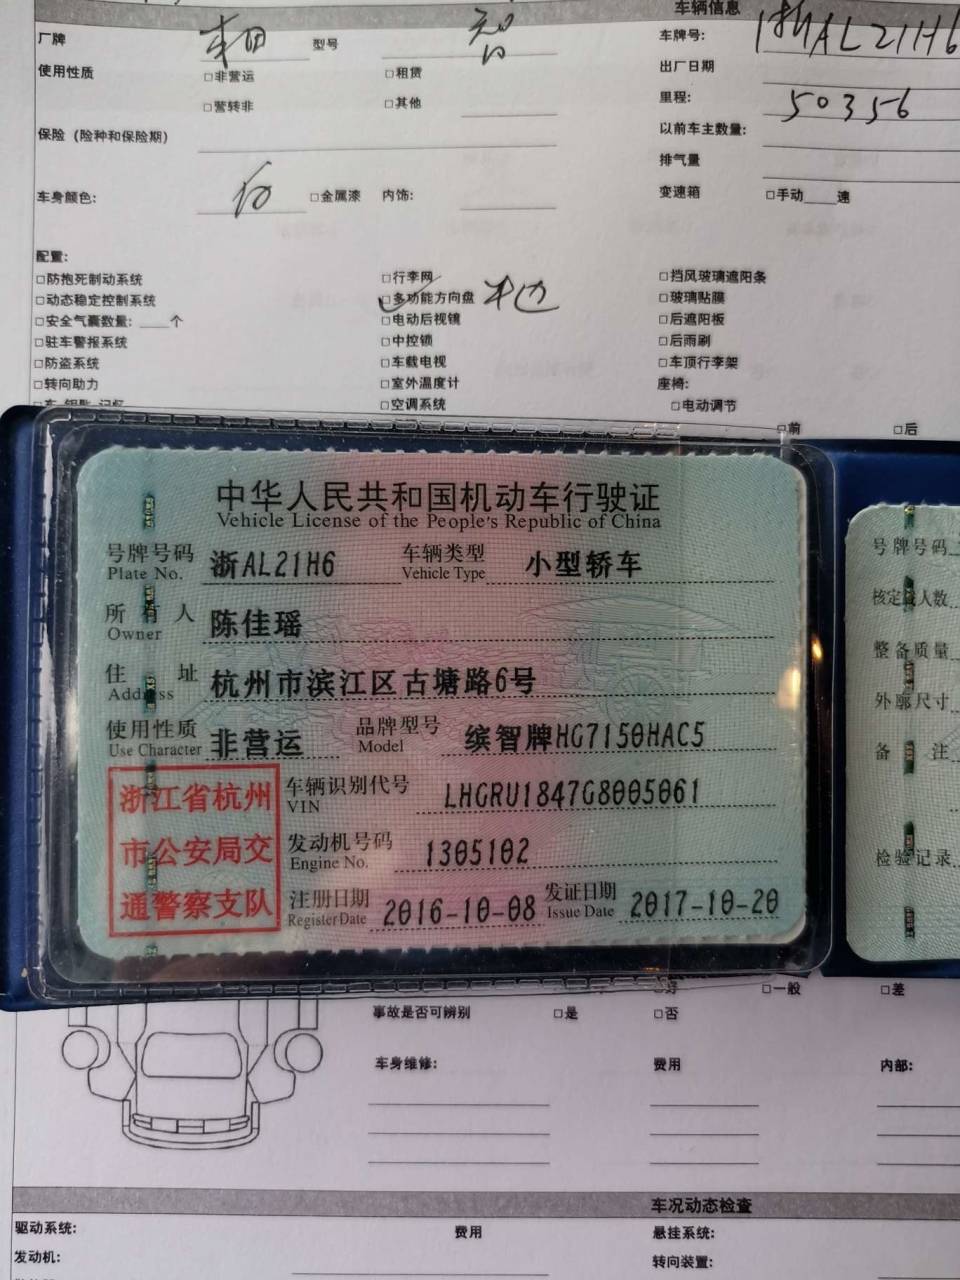 车辆信息
厂牌 本田 型号 缤智 车牌号: 浙AL21H6
使用性质 □非营运 □租赁 出厂日期
□营转非 □其他 里程: 50356
保险（险种和保险期） 以前车主数量:
排气量
车身颜色: 白 □金属漆 内饰: 变速箱 □手动____速
配置:
□防抱死制动系统 □行李网 □挡风玻璃遮阳条
□动态稳定控制系统 □多功能方向盘 □玻璃贴膜
□安全气囊数量: ____个 □电动后视镜 □后遮阳板
□驻车警报系统 □中控锁 □后雨刷
□防盗系统 □车载电视 □车顶行李架
□转向助力 □室外温度计 座椅:
□空调系统 □电动调节
□前 □后
中华人民共和国机动车行驶证
Vehicle License of the People's Republic of China
号牌号码 浙AL21H6 车辆类型 小型轿车
Plate No. Vehicle Type
所有人 陈佳瑶
Owner
住址 杭州市滨江区古塘路6号
Address
使用性质 非营运 品牌型号 缤智牌HG7150HAC5
Use Character Model
浙江省杭州
市公安局交
通警察支队
车辆识别代号 LHGRU1847G8005061
VIN
发动机号码 1305102
Engine No.
注册日期 2016-10-08 发证日期 2017-10-20
Register Date Issue Date
号牌号码
核定载人数
整备质量
外廓尺寸
备注
检验记录
□好 □一般 □差
事故是否可辨别 □是 □否
车身维修: 费用 内部:
车况动态检查
驱动系统: 费用 悬挂系统:
发动机: 转向装置: